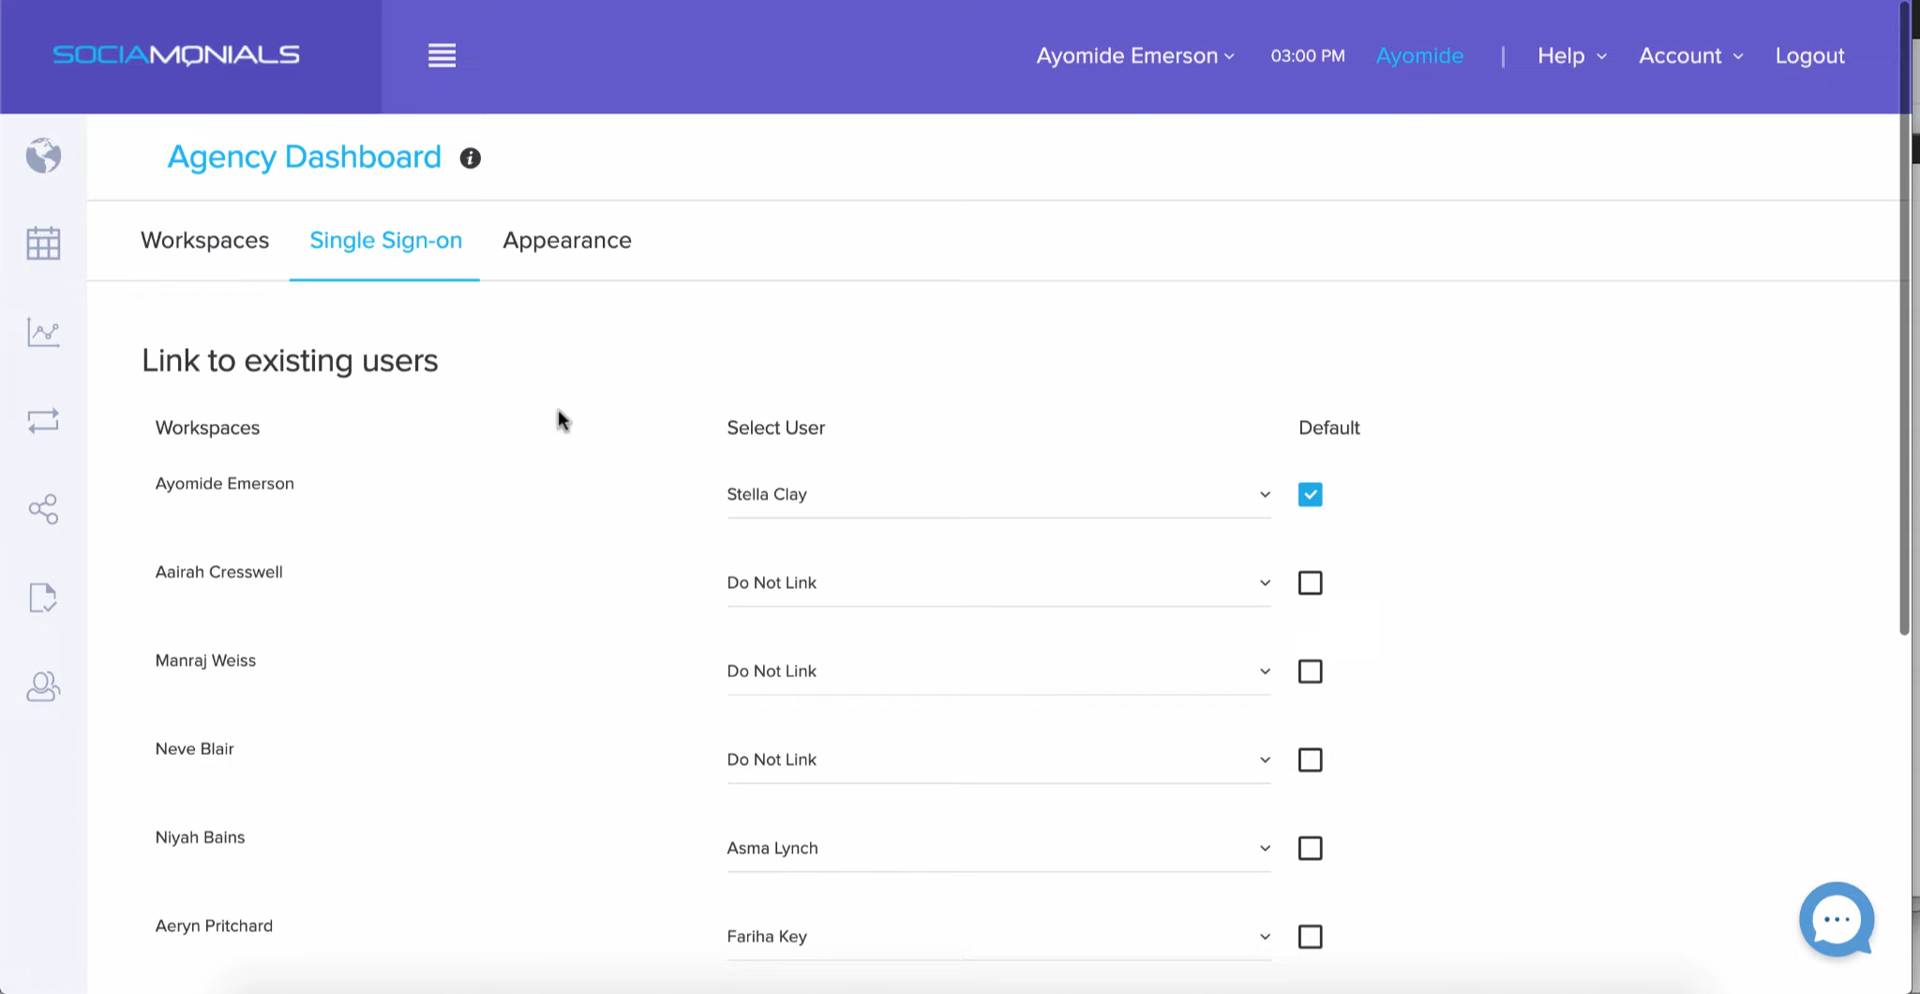 SOCIAMONIALS
Ayomide Emerson 03:00 PM Ayomide | Help Account Logout
Agency Dashboard
Workspaces Single Sign-on Appearance
Link to existing users
Workspaces Select User Default
Ayomide Emerson Stella Clay
Aairah Cresswell Do Not Link
Manraj Weiss Do Not Link
Neve Blair Do Not Link
Niyah Bains Asma Lynch
Aeryn Pritchard Fariha Key